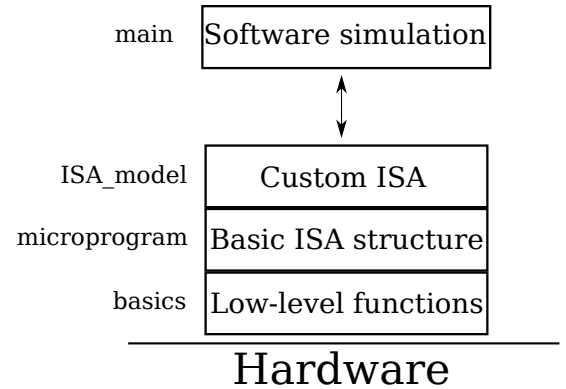 main Software simulation
ISA_model Custom ISA
microprogram Basic ISA structure
basics Low-level functions
Hardware